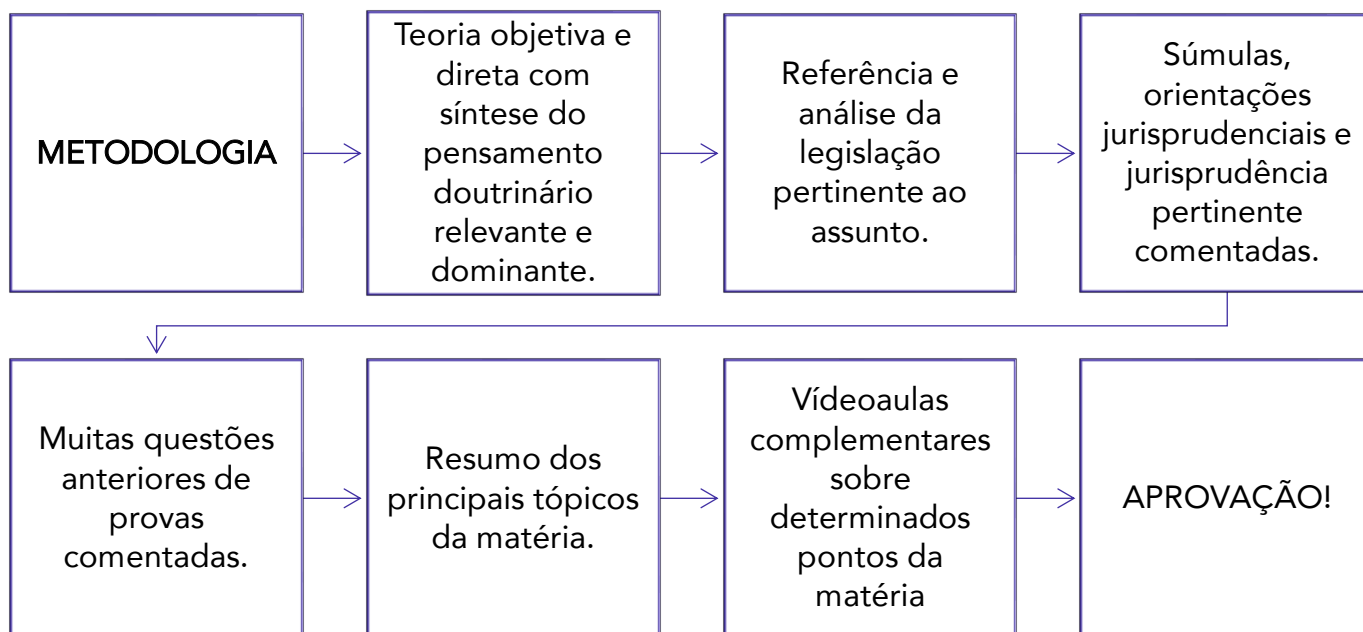 METODOLOGIA
Teoria objetiva e
direta com
síntese do
pensamento
doutrinário
relevante e
dominante.
Referência e
análise da
legislação
pertinente ao
assunto.
Súmulas,
orientações
jurisprudenciais e
jurisprudência
pertinente
comentadas.
Muitas questões
anteriores de
provas
comentadas.
Resumo dos
principais tópicos
da matéria.
Vídeoaulas
complementares
sobre
determinados
pontos da
matéria
APROVAÇÃO!